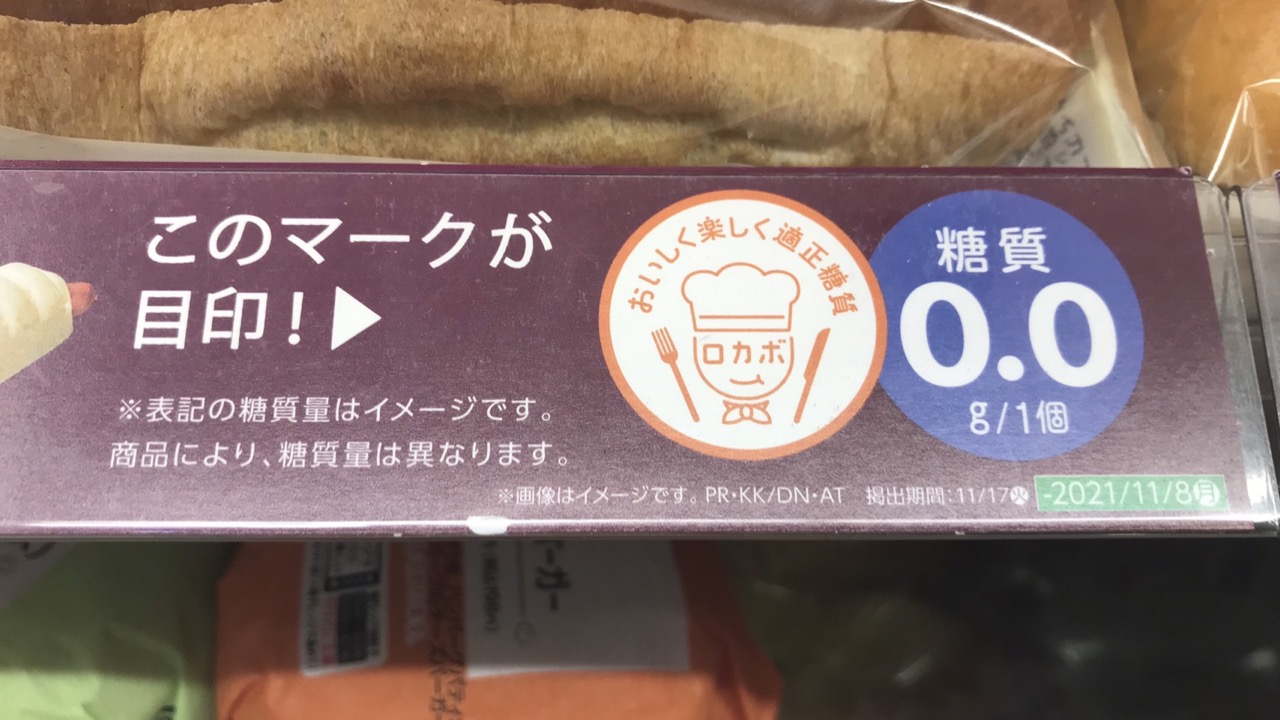 このマークが
目印!▶
※表記の糖質量はイメージです。
商品により、糖質量は異なります。
おいしく楽しく適正糖質
ロカボ
糖質
0.0
g/1個
※画像はイメージです。PR・KK/DN・AT 掲出期間:11/17㊋-2021/11/8㊊
バーガー